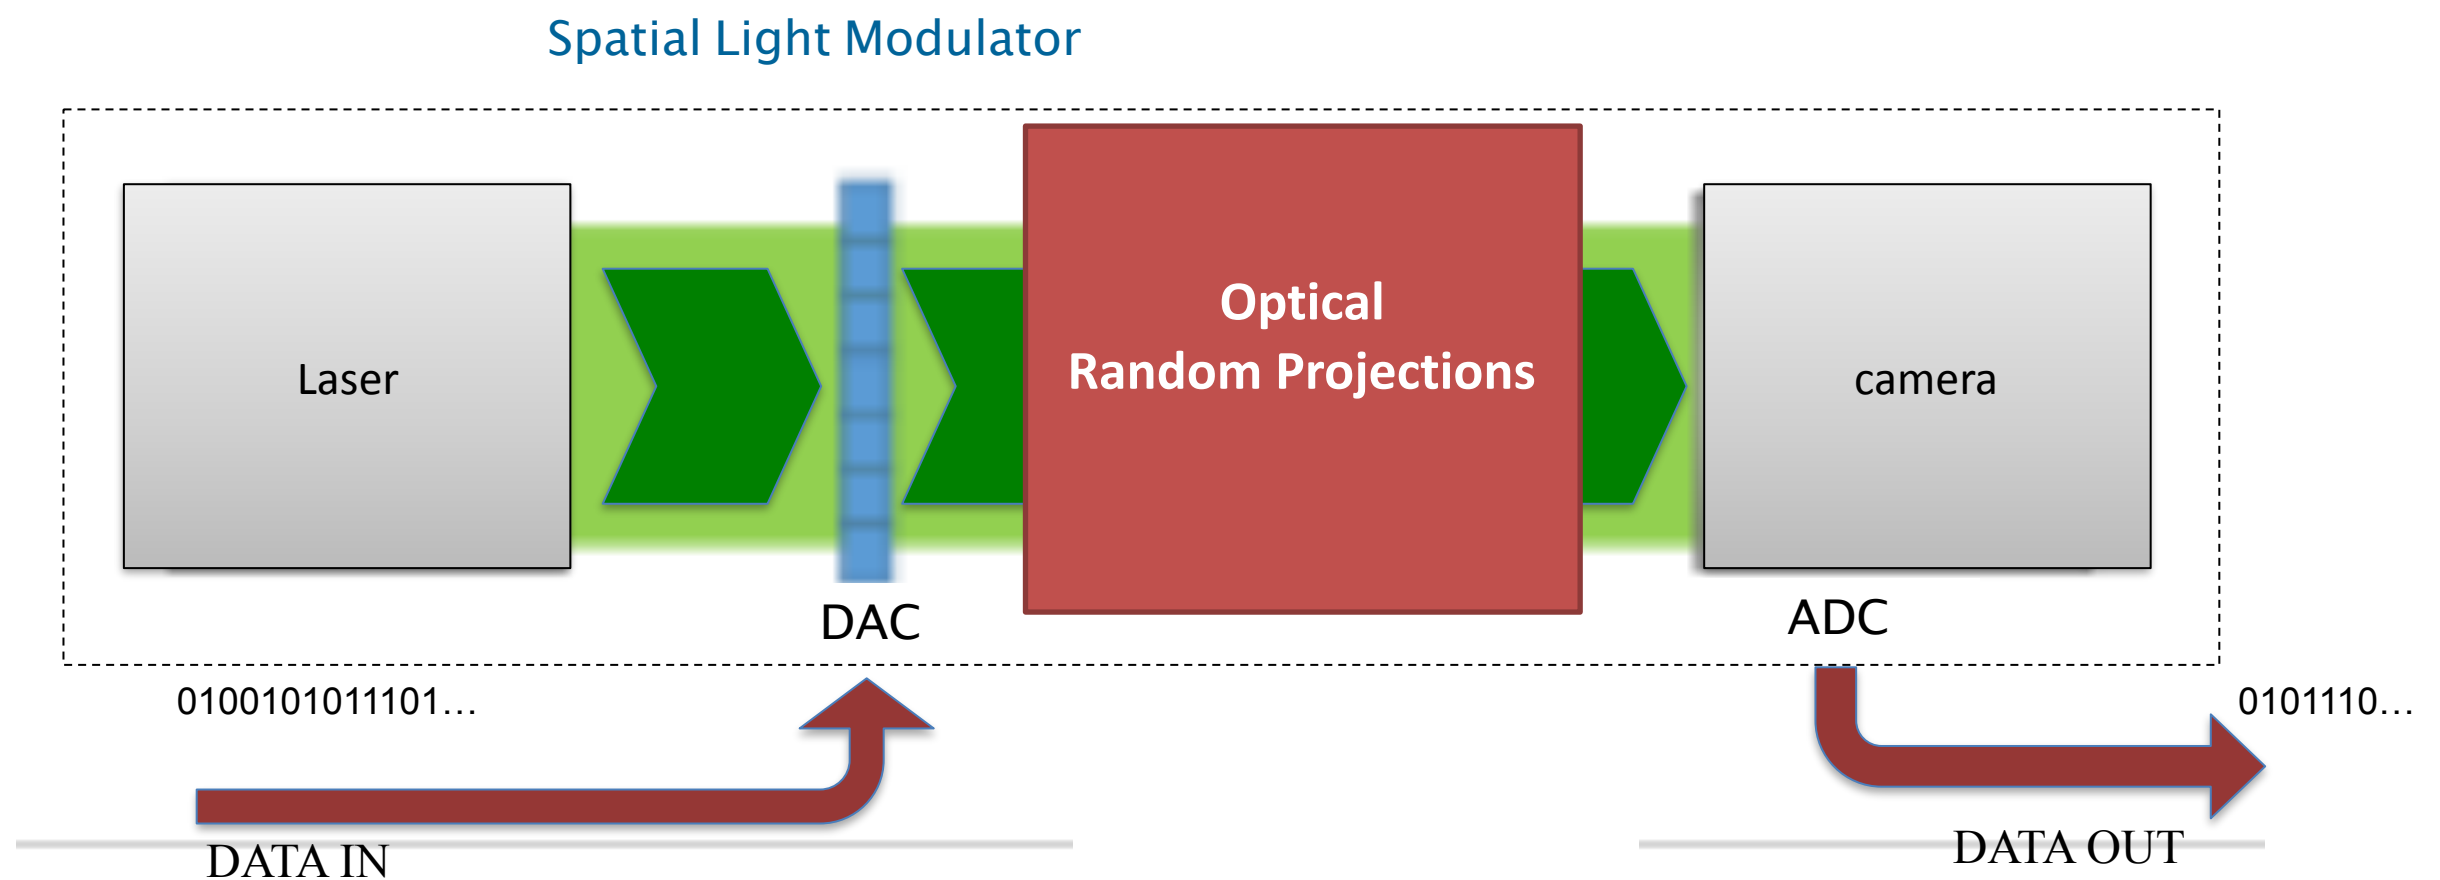 Spatial Light Modulator
Laser
Optical
Random Projections
camera
DAC
ADC
0100101011101...
0101110...
DATA IN
DATA OUT